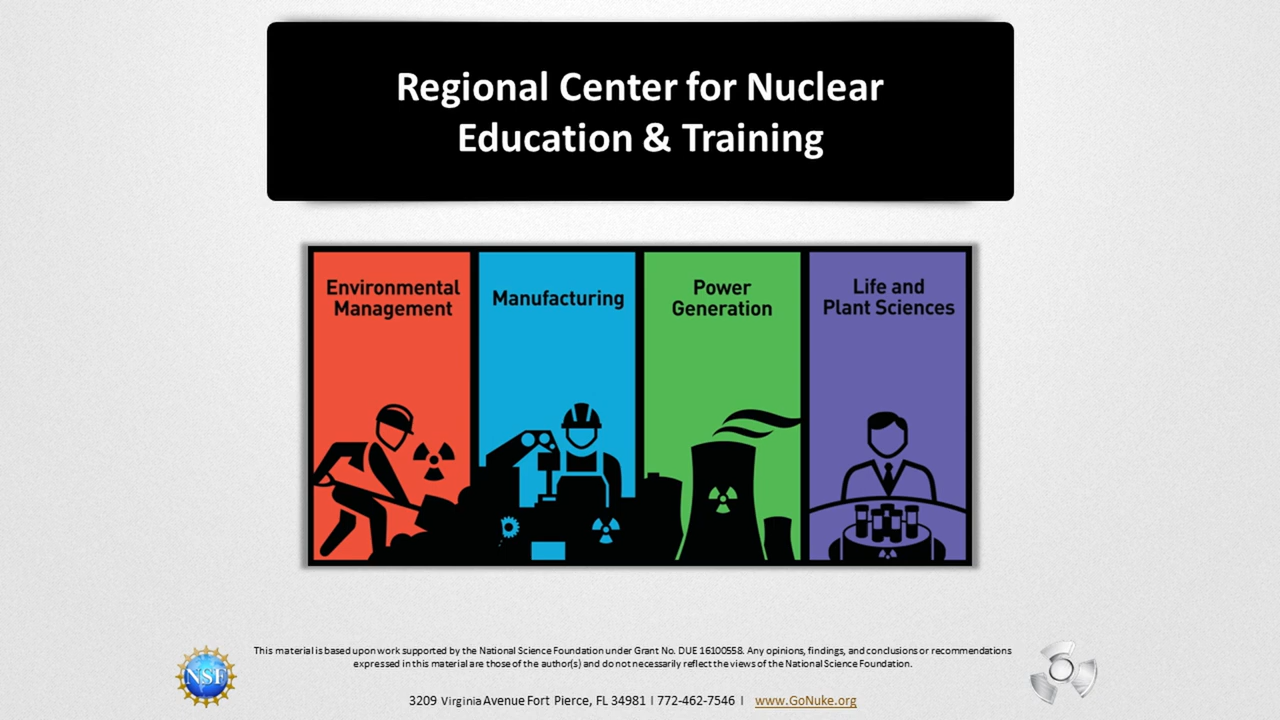 Regional Center for Nuclear
Education & Training
Environmental
Management
Manufacturing
Power
Generation
Life and
Plant Sciences
This material is based upon work supported by the National Science Foundation under Grant No. DUE 16100558. Any opinions, findings, and conclusions or recommendations
expressed in this material are those of the author(s) and do not necessarily reflect the views of the National Science Foundation.
NSF
3209 Virginia Avenue Fort Pierce, FL 34981 I 772-462-7546 I www.GoNuke.org